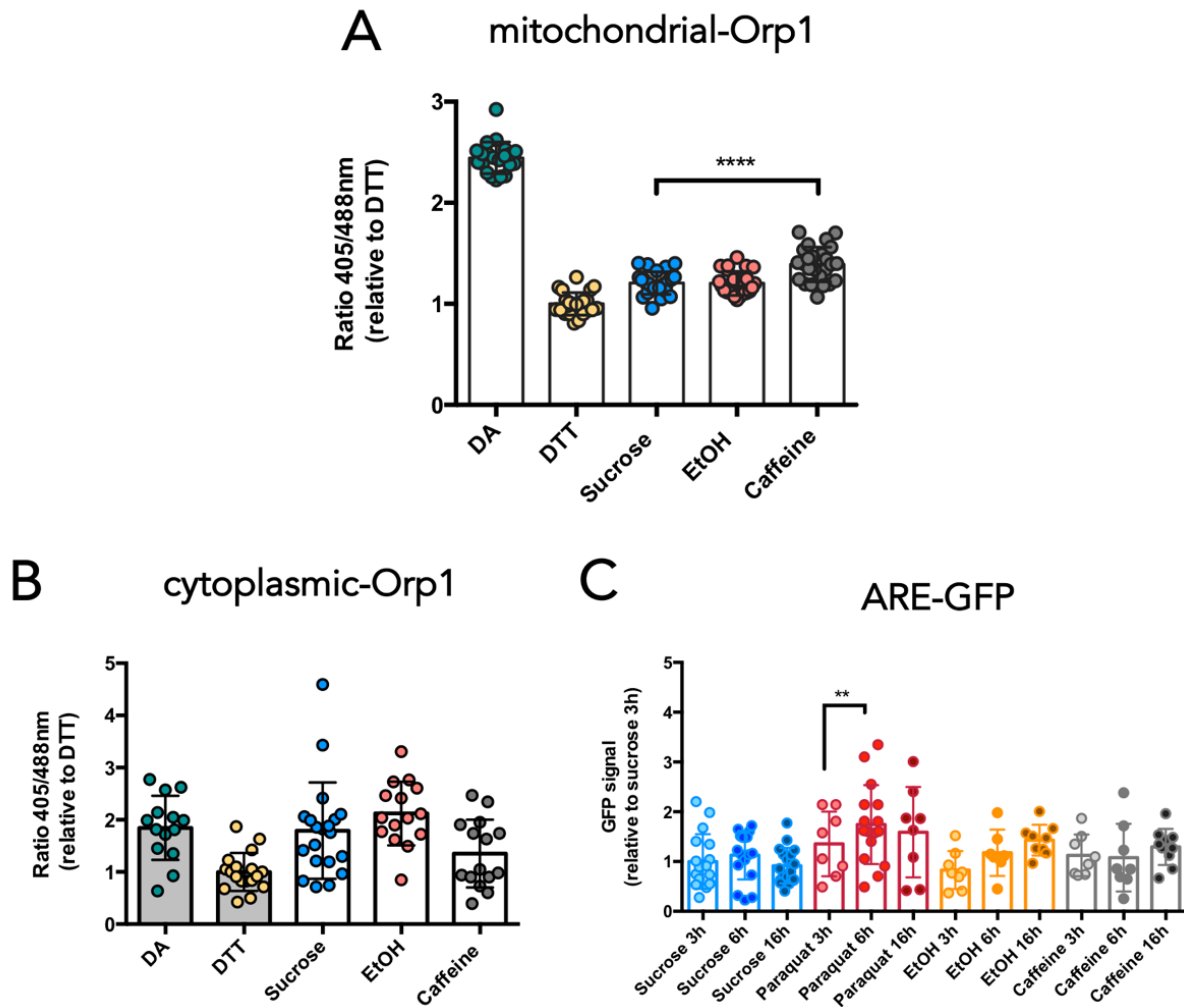 A
mitochondrial-Orp1
Ratio 405/488nm
(relative to DTT)
3
2
1
0
****
DA
DTT
Sucrose
EtOH
Caffeine
B
cytoplasmic-Orp1
Ratio 405/488nm
(relative to DTT)
5
4
3
2
1
0
DA
DTT
Sucrose
EtOH
Caffeine
C
ARE-GFP
GFP signal
(relative to sucrose 3h)
5
4
3
2
1
0
**
Sucrose 3h
Sucrose 6h
Sucrose 16h
Paraquat 3h
Paraquat 6h
Paraquat 16h
EtOH 3h
EtOH 6h
EtOH 16h
Caffeine 3h
Caffeine 6h
Caffeine 16h